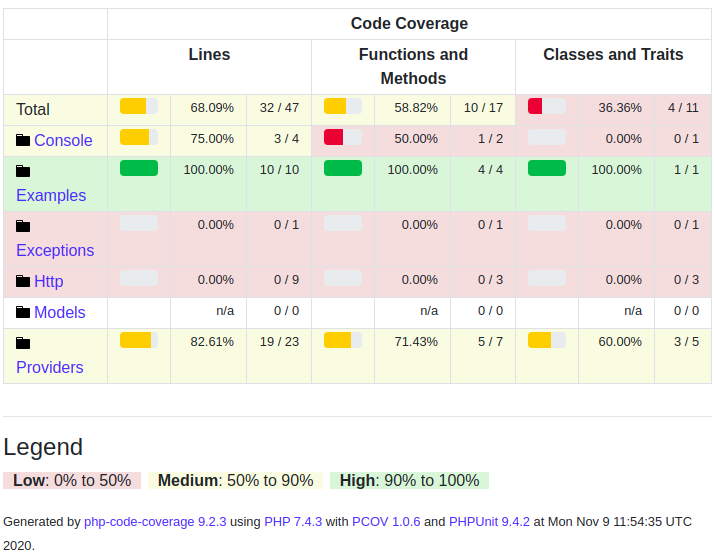 Code Coverage
Lines Functions and Methods Classes and Traits
Total 68.09% 32 / 47 58.82% 10 / 17 36.36% 4 / 11
Console 75.00% 3 / 4 50.00% 1 / 2 0.00% 0 / 1
Examples 100.00% 10 / 10 100.00% 4 / 4 100.00% 1 / 1
Exceptions 0.00% 0 / 1 0.00% 0 / 1 0.00% 0 / 1
Http 0.00% 0 / 9 0.00% 0 / 3 0.00% 0 / 3
Models n/a 0 / 0 n/a 0 / 0 n/a 0 / 0
Providers 82.61% 19 / 23 71.43% 5 / 7 60.00% 3 / 5
Legend
Low: 0% to 50% Medium: 50% to 90% High: 90% to 100%
Generated by php-code-coverage 9.2.3 using PHP 7.4.3 with PCOV 1.0.6 and PHPUnit 9.4.2 at Mon Nov 9 11:54:35 UTC
2020.